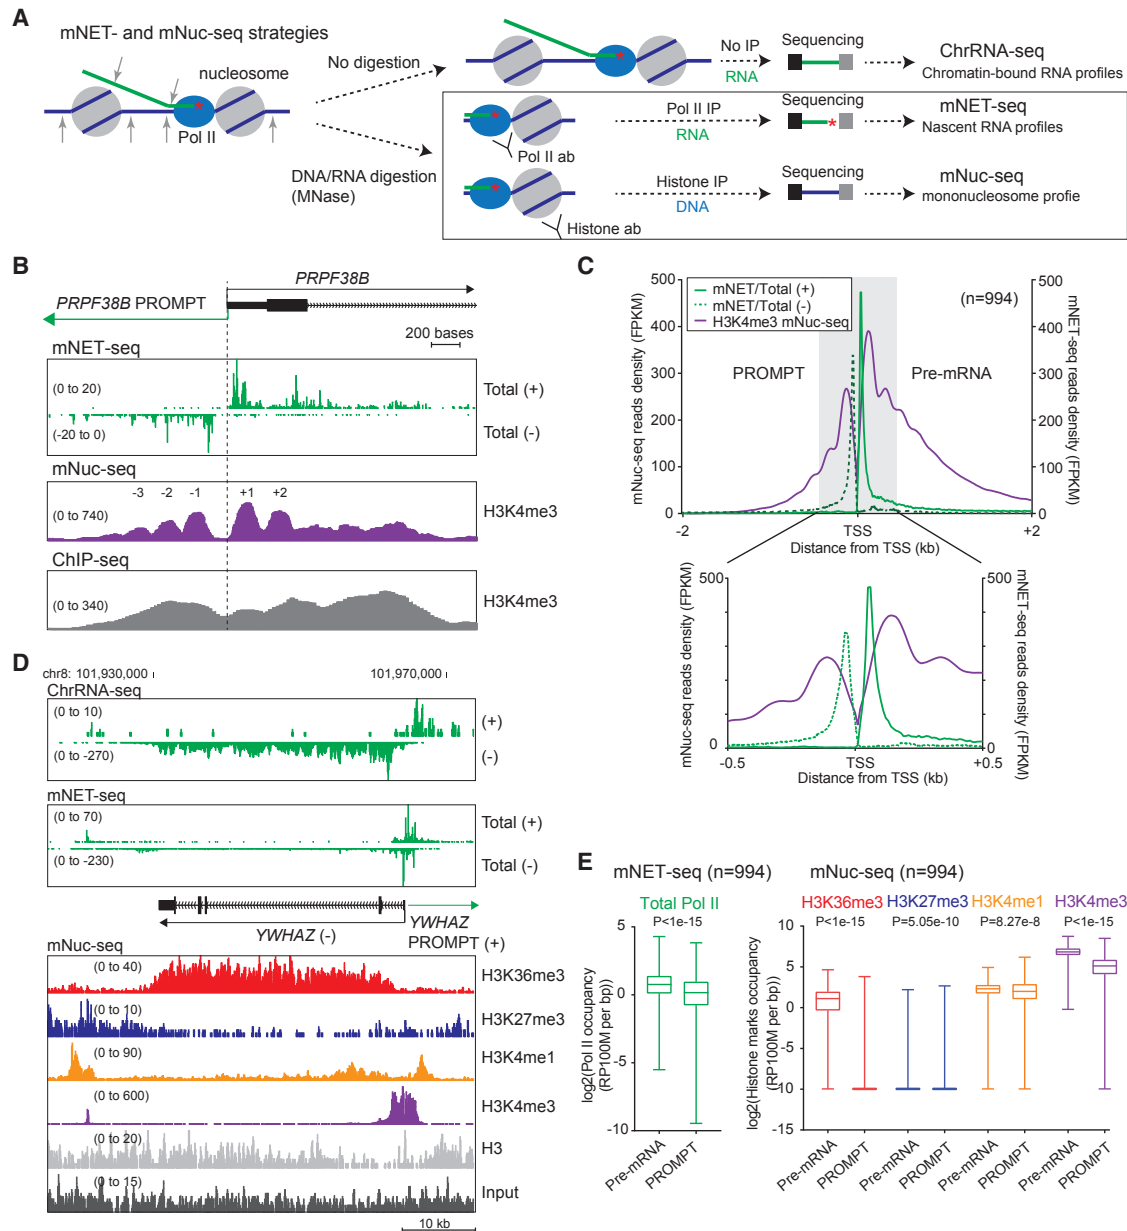 A
mNET- and mNuc-seq strategies
nucleosome
Pol II
*
No digestion
DNA/RNA digestion
(MNase)
*
No IP
RNA
Sequencing
ChrRNA-seq
Chromatin-bound RNA profiles
*
Pol II ab
Pol II IP
RNA
Sequencing
*
mNET-seq
Nascent RNA profiles
*
Histone ab
Histone IP
DNA
Sequencing
mNuc-seq
mononucleosome profie
B
PRPF38B
PRPF38B PROMPT
200 bases
mNET-seq
(0 to 20)
Total (+)
(-20 to 0)
Total (-)
mNuc-seq
-3 -2 -1 +1 +2
(0 to 740)
H3K4me3
ChIP-seq
(0 to 340)
H3K4me3
C
mNET/Total (+)
mNET/Total (-)
H3K4me3 mNuc-seq
(n=994)
PROMPT
Pre-mRNA
mNuc-seq reads density (FPKM)
500
400
300
200
100
0
mNET-seq reads density (FPKM)
500
400
300
200
100
0
-2 TSS +2
Distance from TSS (kb)
mNuc-seq reads density (FPKM)
500
0
mNET-seq reads density (FPKM)
500
0
-0.5 TSS +0.5
Distance from TSS (kb)
D
chr8: 101,930,000 101,970,000
ChrRNA-seq
(0 to 10)
(+)
(0 to -270)
(-)
mNET-seq
(0 to 70)
Total (+)
(0 to -230)
Total (-)
YWHAZ (-)
YWHAZ
PROMPT (+)
mNuc-seq
(0 to 40)
H3K36me3
(0 to 10)
H3K27me3
(0 to 90)
H3K4me1
(0 to 600)
H3K4me3
(0 to 20)
H3
(0 to 15)
Input
10 kb
E
mNET-seq (n=994)
Total Pol II
P<1e-15
log2(Pol II occupancy
(RP100M per bp))
5
0
-5
-10
Pre-mRNA
PROMPT
mNuc-seq (n=994)
H3K36me3 H3K27me3 H3K4me1 H3K4me3
P<1e-15 P=5.05e-10 P=8.27e-8 P<1e-15
log2(Histone marks occupancy
(RP100M per bp))
10
5
0
-5
-10
-15
Pre-mRNA
PROMPT
Pre-mRNA
PROMPT
Pre-mRNA
PROMPT
Pre-mRNA
PROMPT